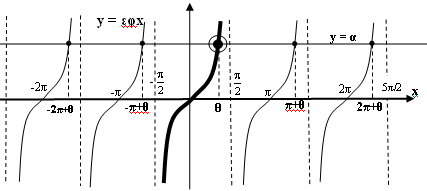 y = εφx
y = α
-2π -π -π/2 π/2 π 2π 5π/2
x
-2π+θ -π+θ θ π+θ 2π+θ